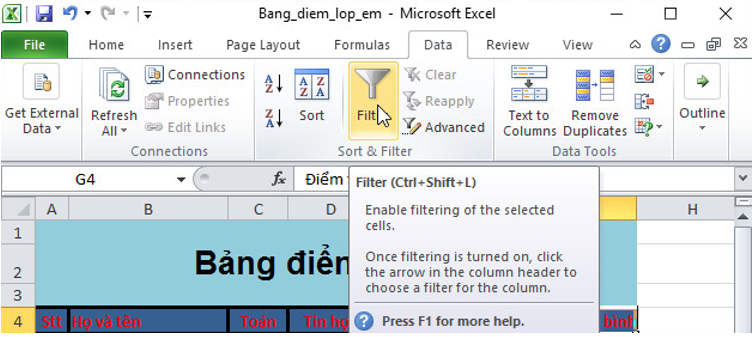 Bang_diem_lop_em - Microsoft Excel
File Home Insert Page Layout Formulas Data Review View
Get External Data
Refresh All
Connections
Properties
Edit Links
Connections
Sort
Filt
Clear
Reapply
Advanced
Sort & Filter
Text to Columns
Remove Duplicates
Data Tools
Outline
G4 fx Điểm
Filter (Ctrl+Shift+L)
Enable filtering of the selected
cells.
Once filtering is turned on, click
the arrow in the column header to
choose a filter for the column.
Press F1 for more help.
A B C D H
1
2 Bảng điểm
3
4 Stt Họ và tên Toán Tin họ bình